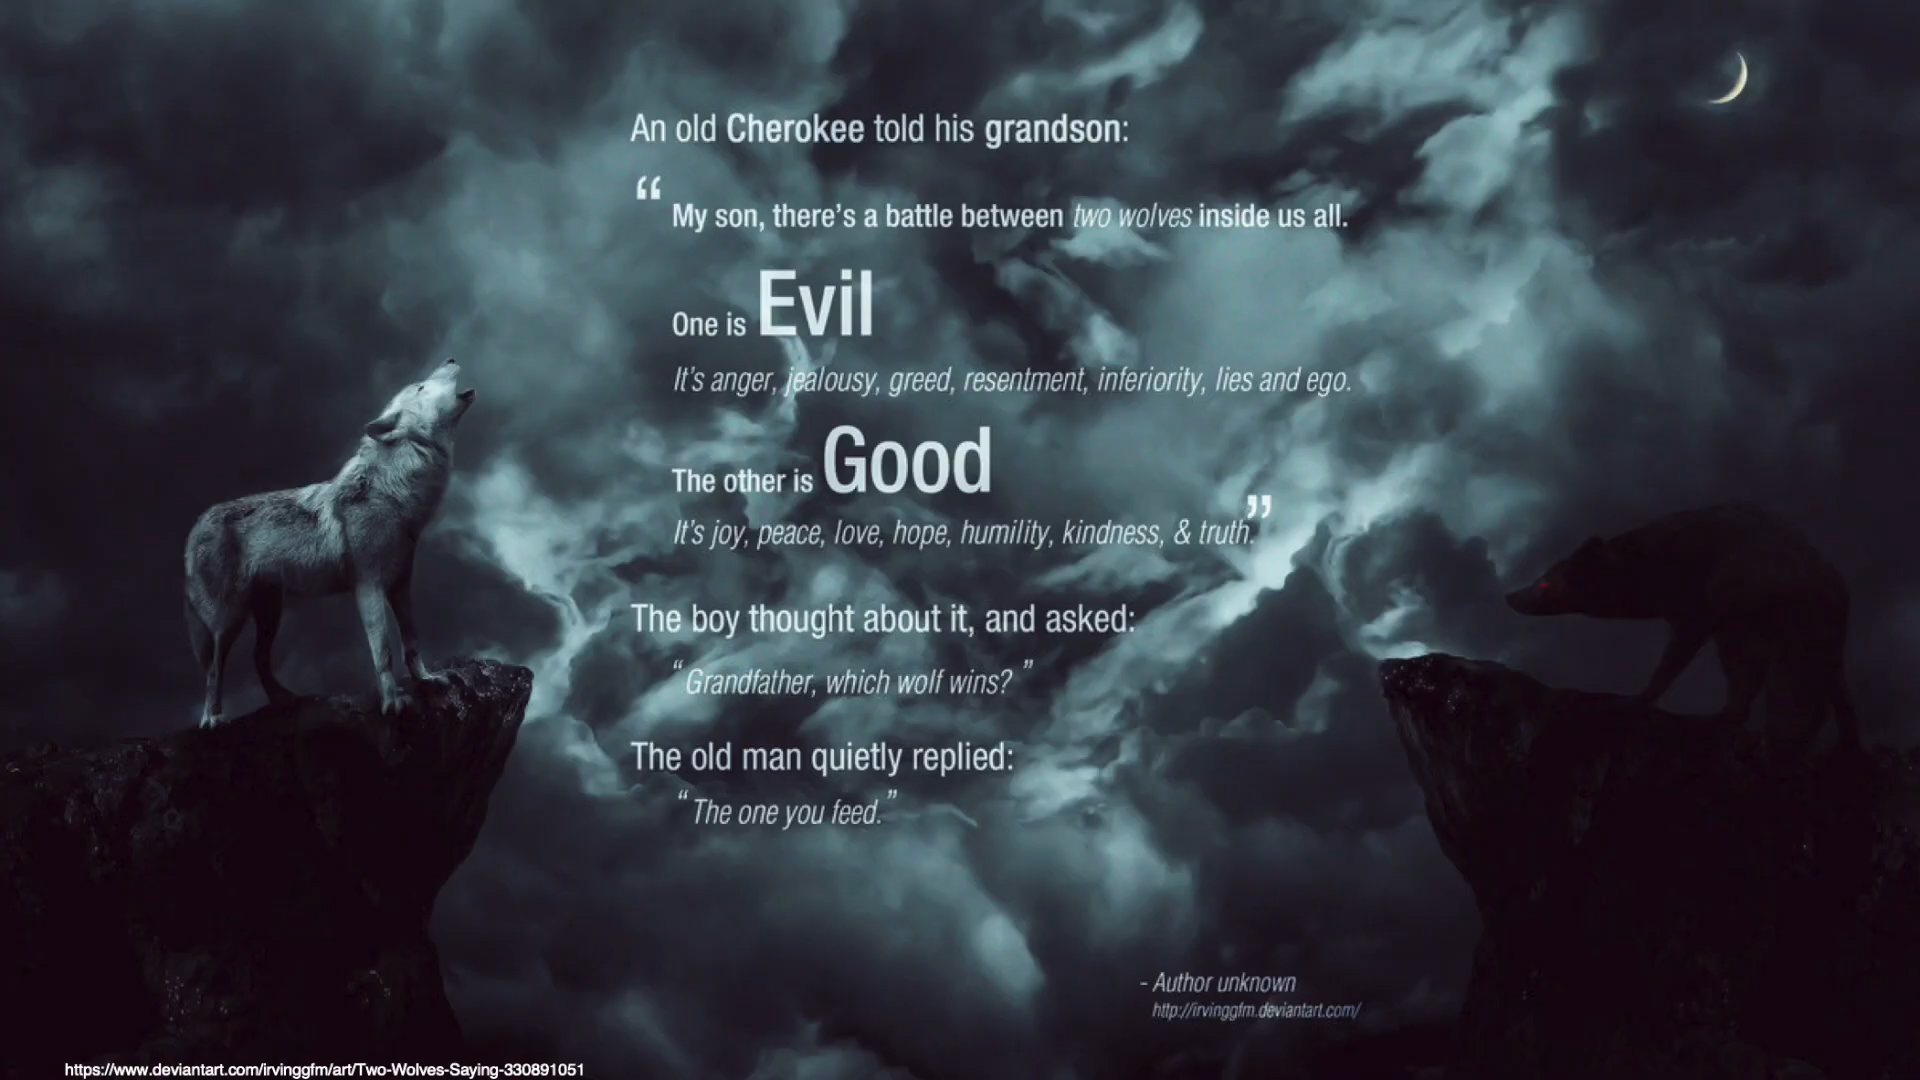 An old Cherokee told his grandson:
“ My son, there's a battle between two wolves inside us all.
One is Evil
It's anger, jealousy, greed, resentment, inferiority, lies and ego.
The other is Good
It's joy, peace, love, hope, humility, kindness, & truth.”
The boy thought about it, and asked:
“Grandfather, which wolf wins? ”
The old man quietly replied:
“The one you feed.”
- Author unknown
http://irvinggfm.deviantart.com/
https://www.deviantart.com/irvinggfm/art/Two-Wolves-Saying-330891051